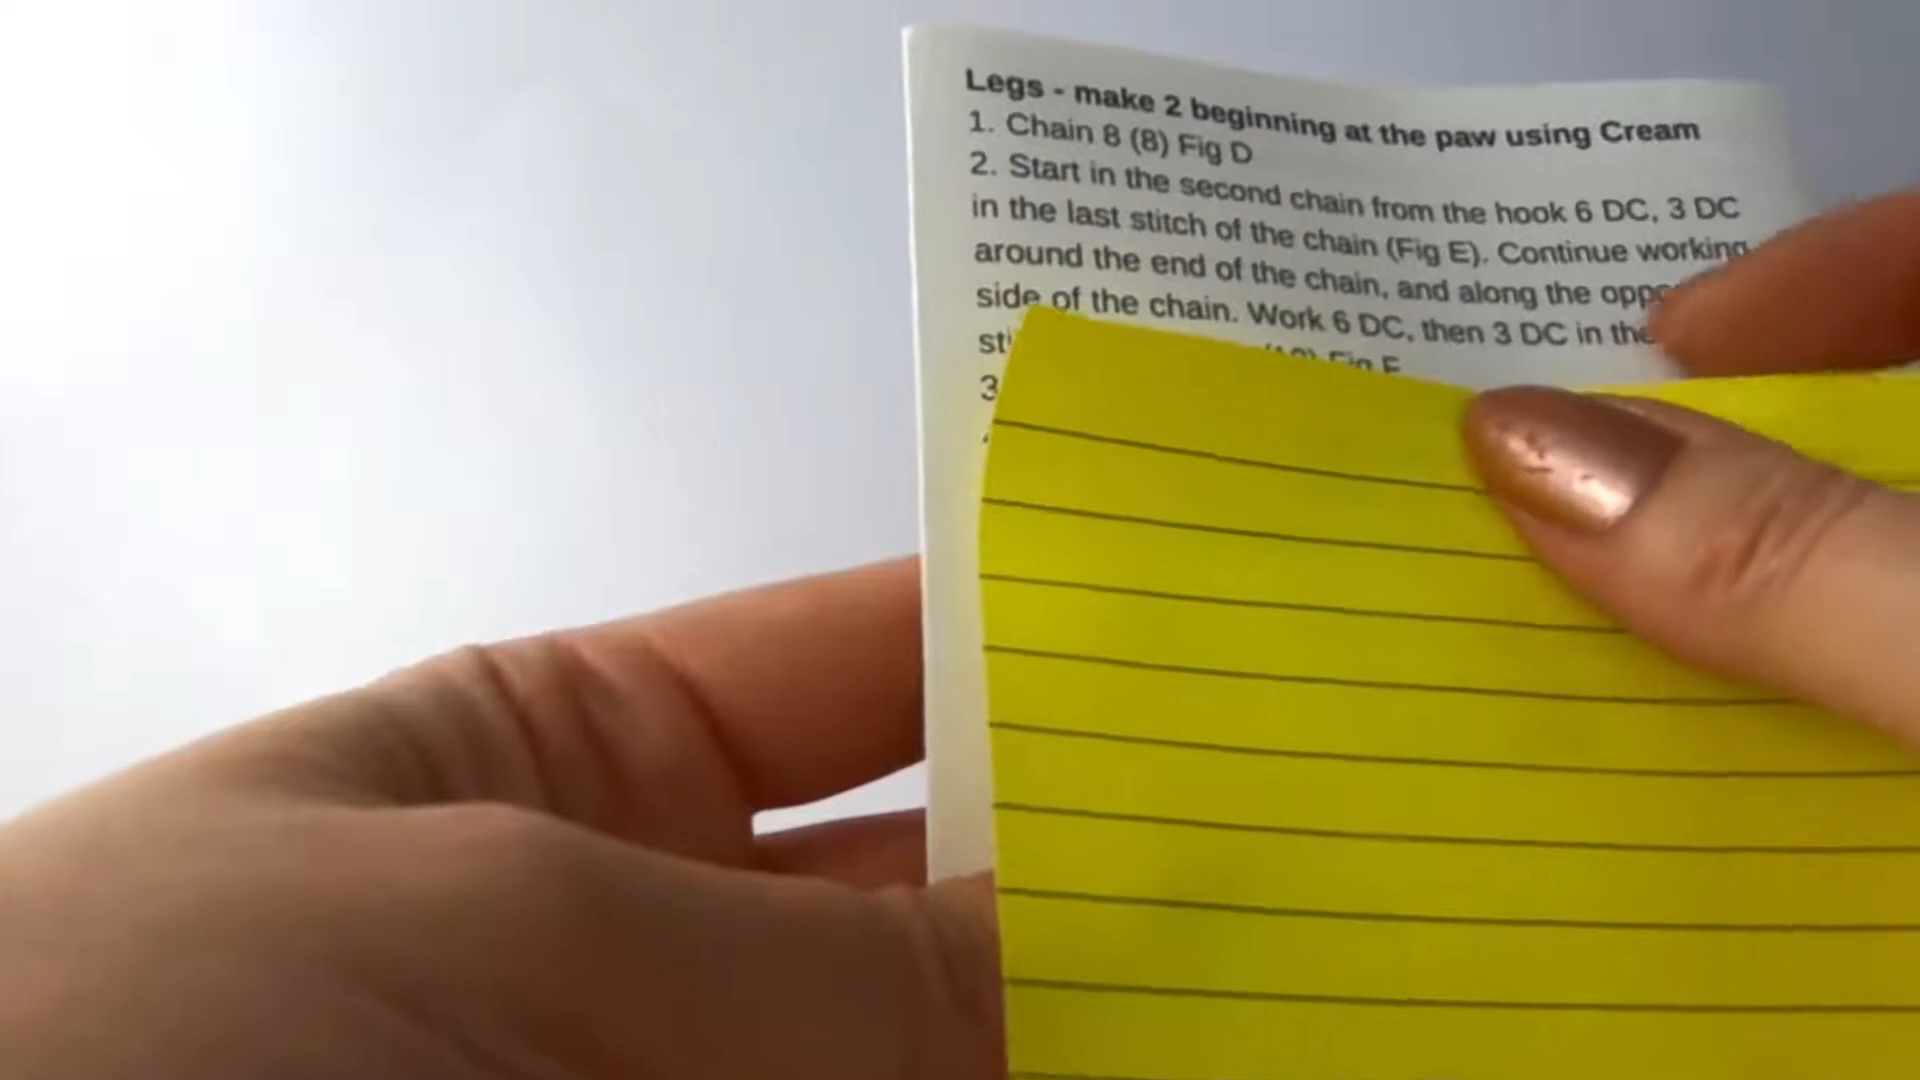 Legs - make 2 beginning at the paw using Cream
1. Chain 8 (8) Fig D
2. Start in the second chain from the hook 6 DC, 3 DC
in the last stitch of the chain (Fig E). Continue working
around the end of the chain, and along the
side of the chain. Work 6 DC, then 3 DC in the
Fig F
3